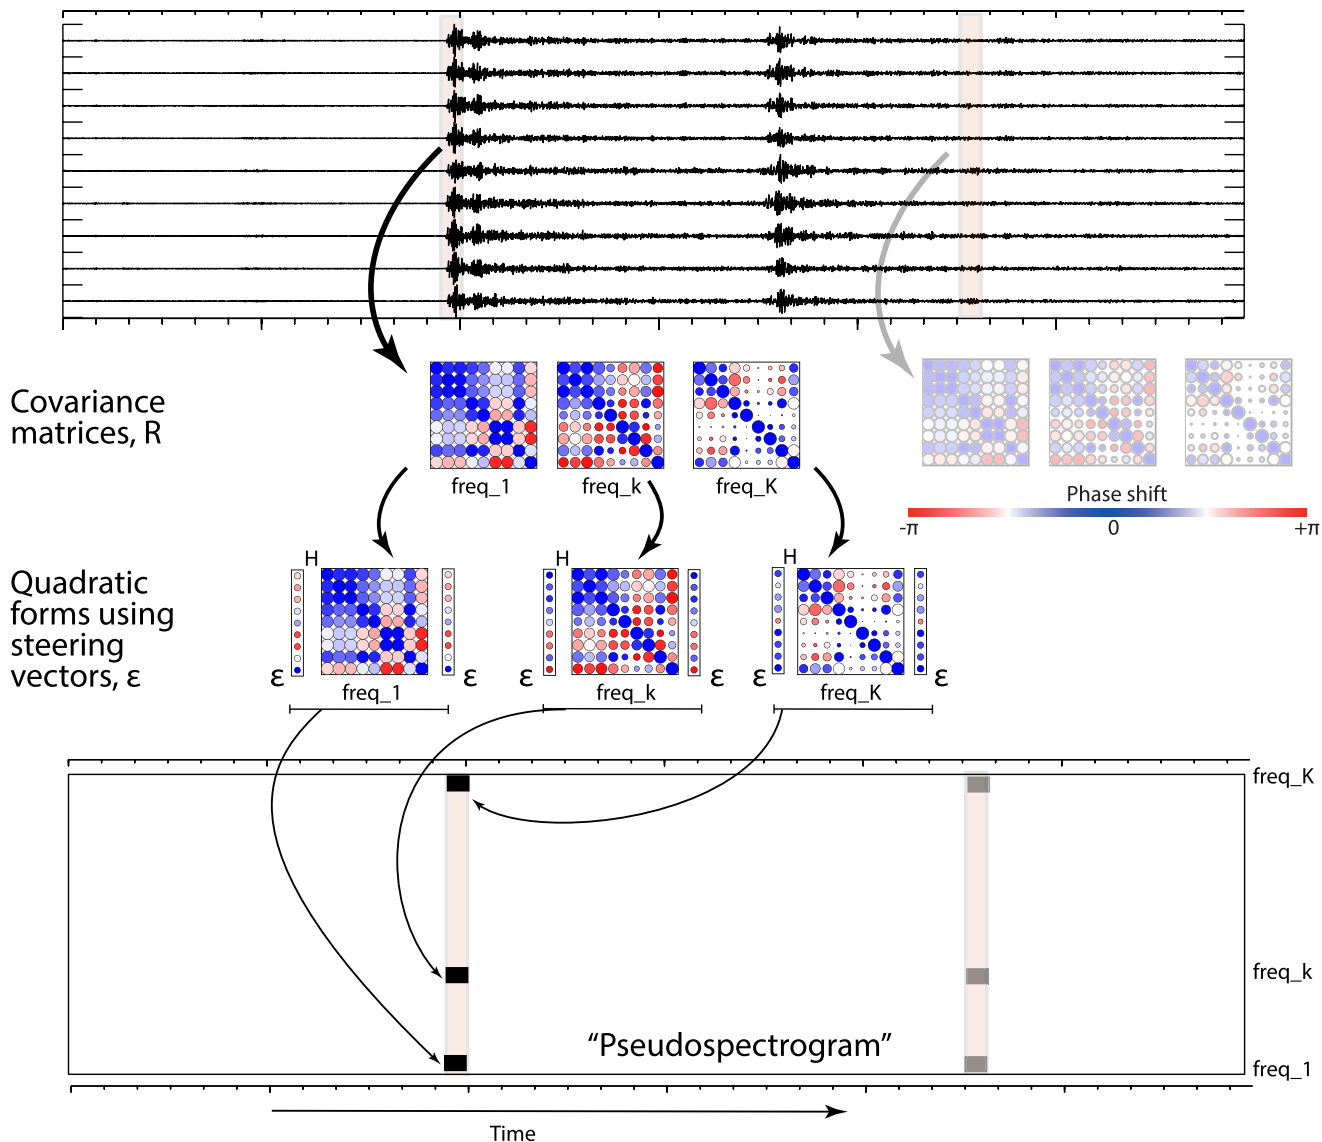 Covariance
matrices, R
freq_1
freq_k
freq_K
Phase shift
-π
0
+π
Quadratic
forms using
steering
vectors, ε
H
ε
ε
freq_1
H
ε
ε
freq_k
H
ε
ε
freq_K
freq_K
freq_k
“Pseudospectrogram”
freq_1
Time